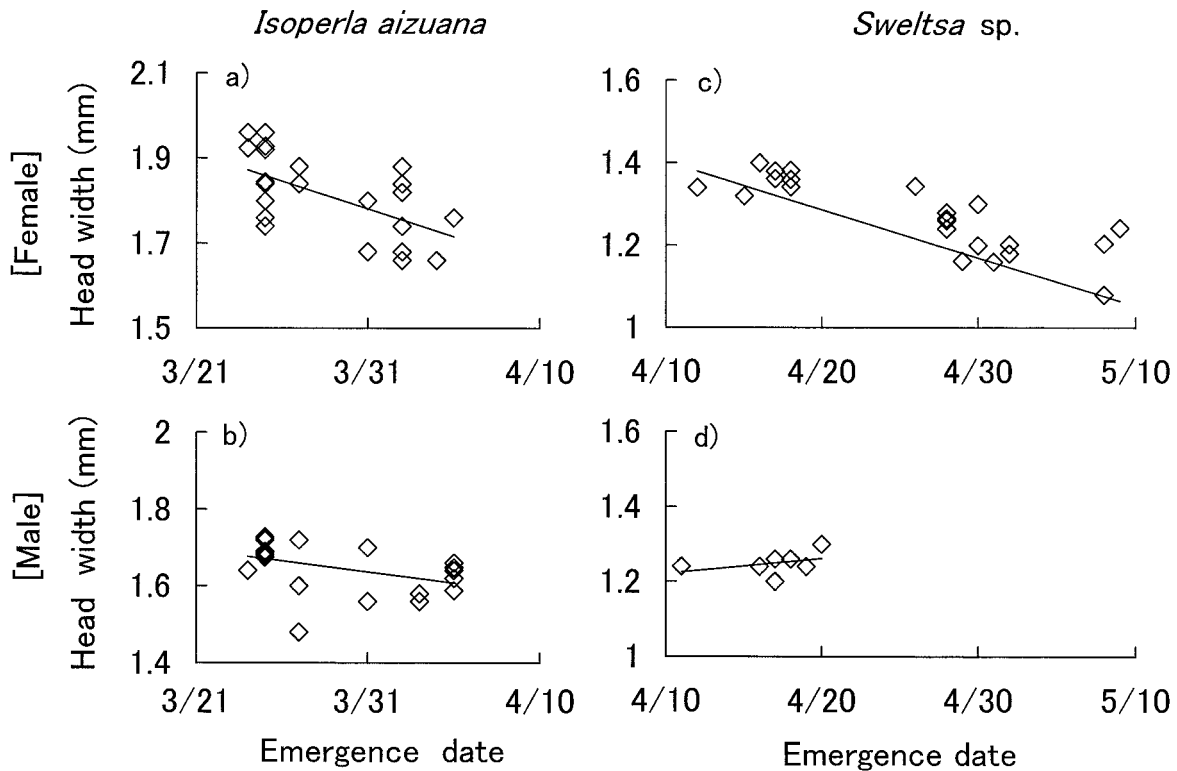 Isoperla aizuana
Sweltsa sp.
[Female]
Head width (mm)
a)
2.1
1.9
1.7
1.5
3/21
3/31
4/10
c)
1.6
1.4
1.2
1
4/10
4/20
4/30
5/10
[Male]
Head width (mm)
b)
2
1.8
1.6
1.4
3/21
3/31
4/10
Emergence date
d)
1.6
1.4
1.2
1
4/10
4/20
4/30
5/10
Emergence date